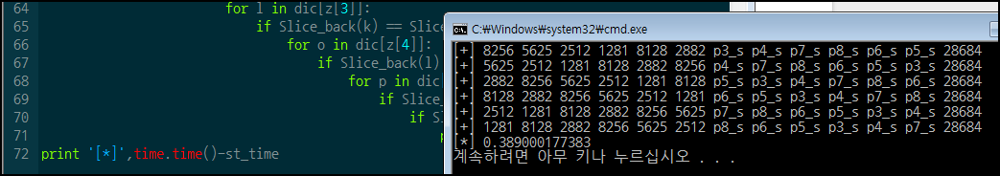 64 for l in dic[z[3]]:
65 if Slice_back(k) == Slic
66 for o in dic[z[4]]:
67 if Slice_back(l)
68 for p in dic[
69 if Slice_
70 if Sl
71 p
72 print '[*]',time.time()-st_time
C:\Windows\system32\cmd.exe
[+] 8256 5625 2512 1281 8128 2882 p3_s p4_s p7_s p8_s p6_s p5_s 28684
[+] 5625 2512 1281 8128 2882 8256 p4_s p7_s p8_s p6_s p5_s p3_s 28684
[+] 2882 8256 5625 2512 1281 8128 p5_s p3_s p4_s p7_s p8_s p6_s 28684
[+] 8128 2882 8256 5625 2512 1281 p6_s p5_s p3_s p4_s p7_s p8_s 28684
[+] 2512 1281 8128 2882 8256 5625 p7_s p8_s p6_s p5_s p3_s p4_s 28684
[+] 1281 8128 2882 8256 5625 2512 p8_s p6_s p5_s p3_s p4_s p7_s 28684
[*] 0.389000177383
계속하려면 아무 키나 누르십시오 . . .